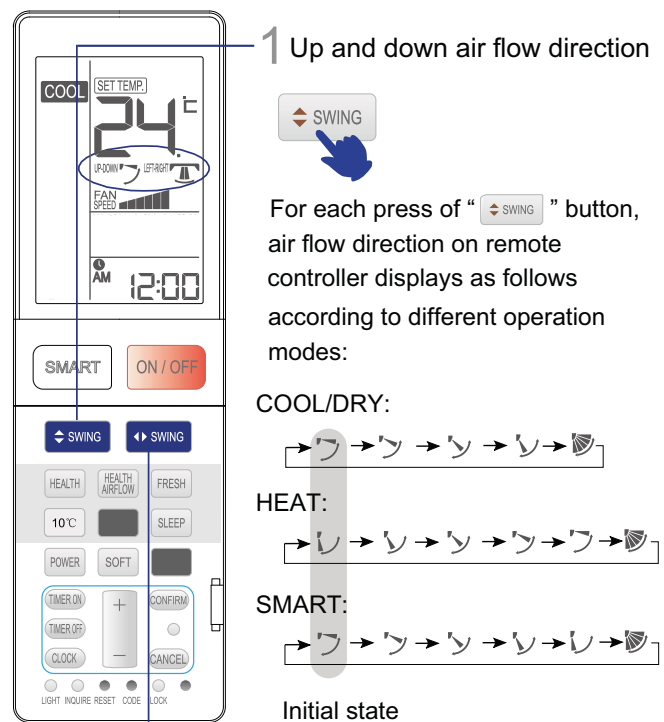 1 Up and down air flow direction
SWING
For each press of " SWING " button,
air flow direction on remote
controller displays as follows
according to different operation
modes:
COOL/DRY:
HEAT:
SMART:
Initial state
COOL
SET TEMP.
24.℃
UP-DOWN LEFT-RIGHT
FAN
SPEED
AM 12:00
SMART ON / OFF
SWING SWING
HEALTH HEALTH AIRFLOW FRESH
10℃ SLEEP
POWER SOFT
TIMER ON + CONFIRM
TIMER OFF
CLOCK — CANCEL
LIGHT INQUIRE RESET CODE LOCK